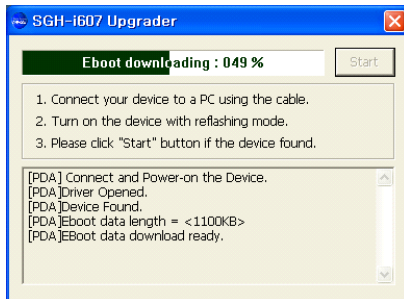 SGH-i607 Upgrader
Eboot downloading : 049 %
Start
1. Connect your device to a PC using the cable.
2. Turn on the device with reflashing mode.
3. Please click "Start" button if the device found.
[PDA] Connect and Power-on the Device.
[PDA]Driver Opened.
[PDA]Device Found.
[PDA]Eboot data length = <1100KB>
[PDA]EBoot data download ready.